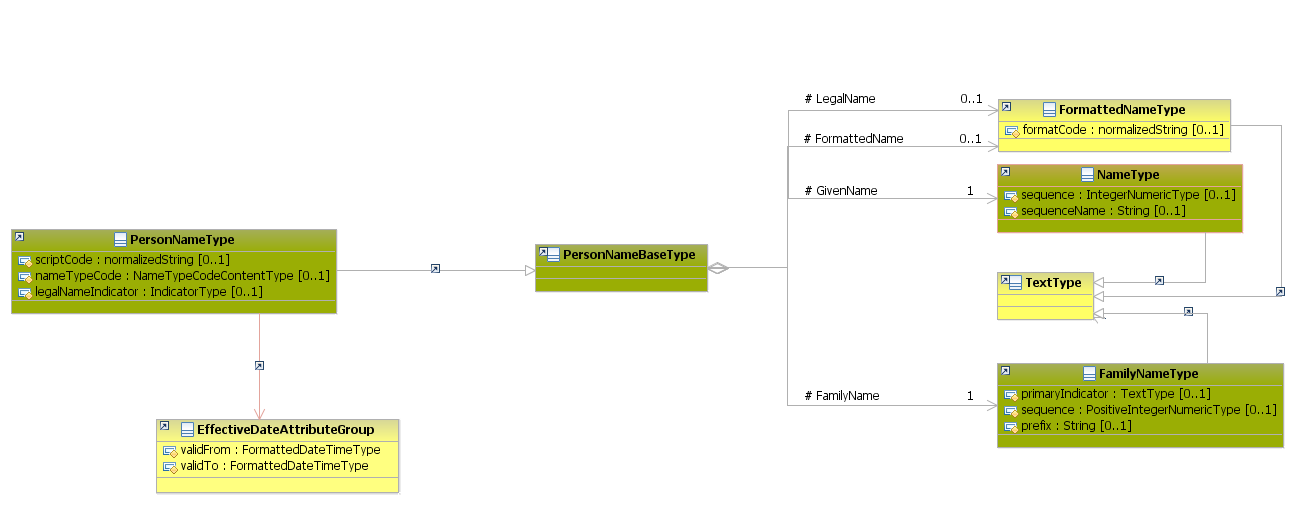 # LegalName 0..1
# FormattedName 0..1
# GivenName 1
FormattedNameType
formatCode : normalizedString [0..1]
NameType
sequence : IntegerNumericType [0..1]
sequenceName : String [0..1]
PersonNameType
scriptCode : normalizedString [0..1]
nameTypeCode : NameTypeCodeContentType [0..1]
legalNameIndicator : IndicatorType [0..1]
PersonNameBaseType
TextType
# FamilyName 1
FamilyNameType
primaryIndicator : TextType [0..1]
sequence : PositiveIntegerNumericType [0..1]
prefix : String [0..1]
EffectiveDateAttributeGroup
validFrom : FormattedDateTimeType
validTo : FormattedDateTimeType